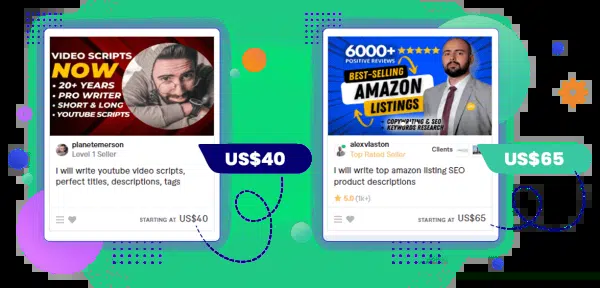 VIDEO SCRIPTS
NOW
• 20+ YEARS
• PRO WRITER
• SHORT & LONG
• YOUTUBE SCRIPTS
planetemerson
Level 1 Seller
US$40
I will write youtube video scripts,
perfect titles, descriptions, tags
STARTING AT US$40
6000+ ★★★★★
POSITIVE REVIEWS
BEST-SELLING
AMAZON
LISTINGS
COPYWRITING & SEO
KEYWORDS RESEARCH
alexvlaston
Top Rated Seller
Clients
US$65
I will write top amazon listing SEO
product descriptions
★ 5.0 (1k+)
STARTING AT US$65